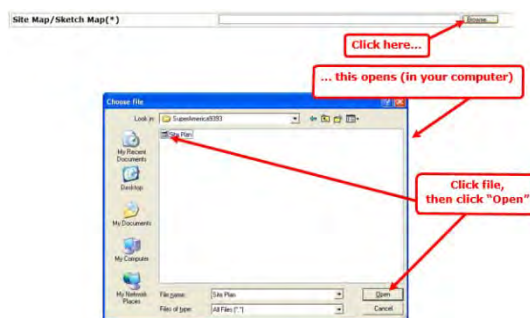 Site Map/Sketch Map(*)
Browse...
Click here...
... this opens (in your computer)
Choose file
Look in:
SuperAmerica9393
Site Plan
My Recent
Documents
Desktop
My Documents
My Computer
Click file,
then click "Open"
My Network
Places
File name:
Site Plan
Open
Files of type:
All Files (*.*)
Cancel